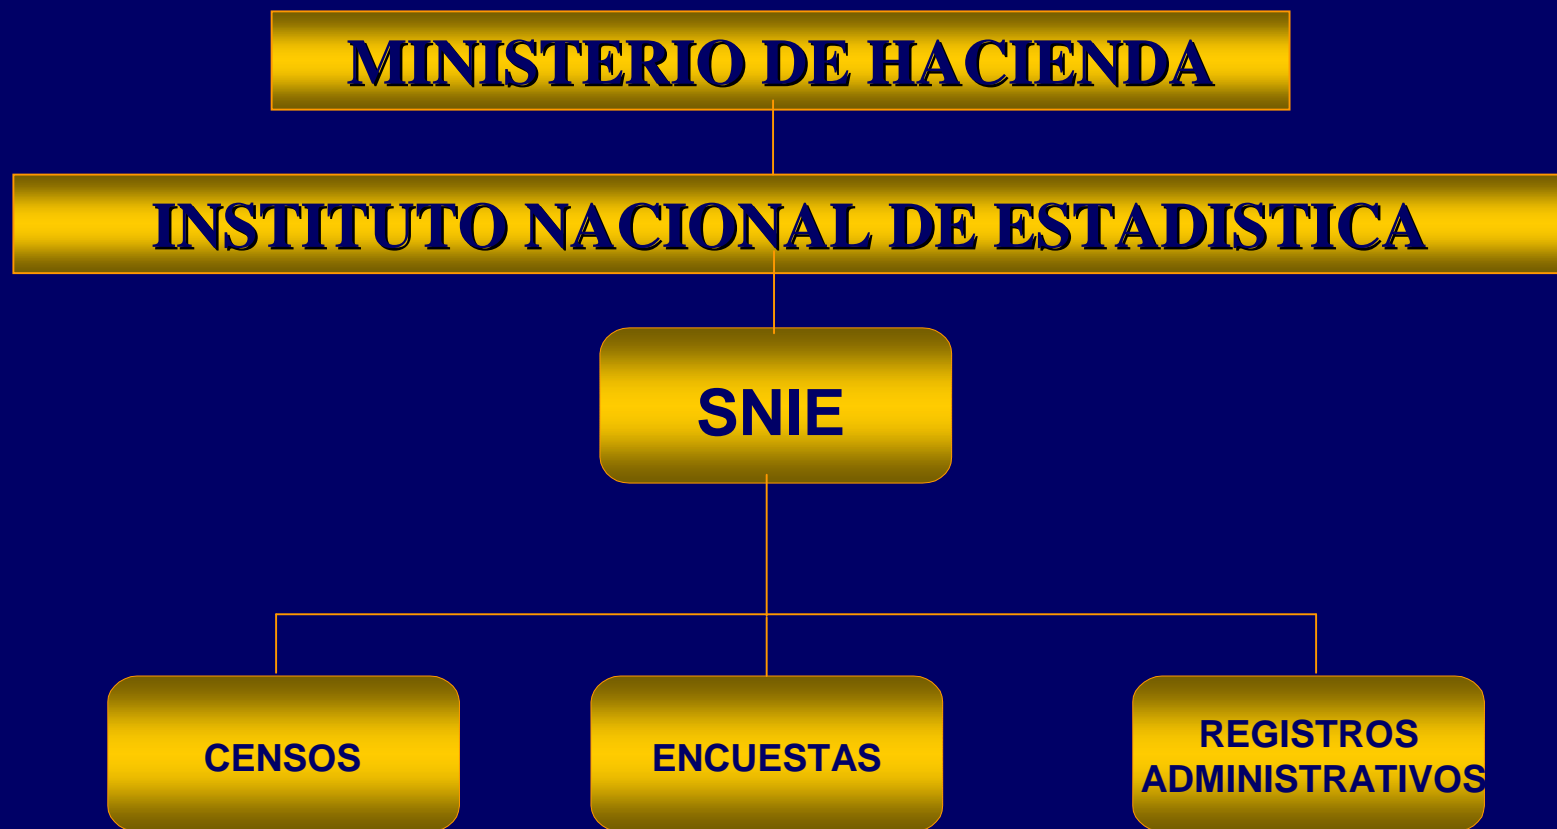 MINISTERIO DE HACIENDA
INSTITUTO NACIONAL DE ESTADISTICA
SNIE
CENSOS
ENCUESTAS
REGISTROS
ADMINISTRATIVOS